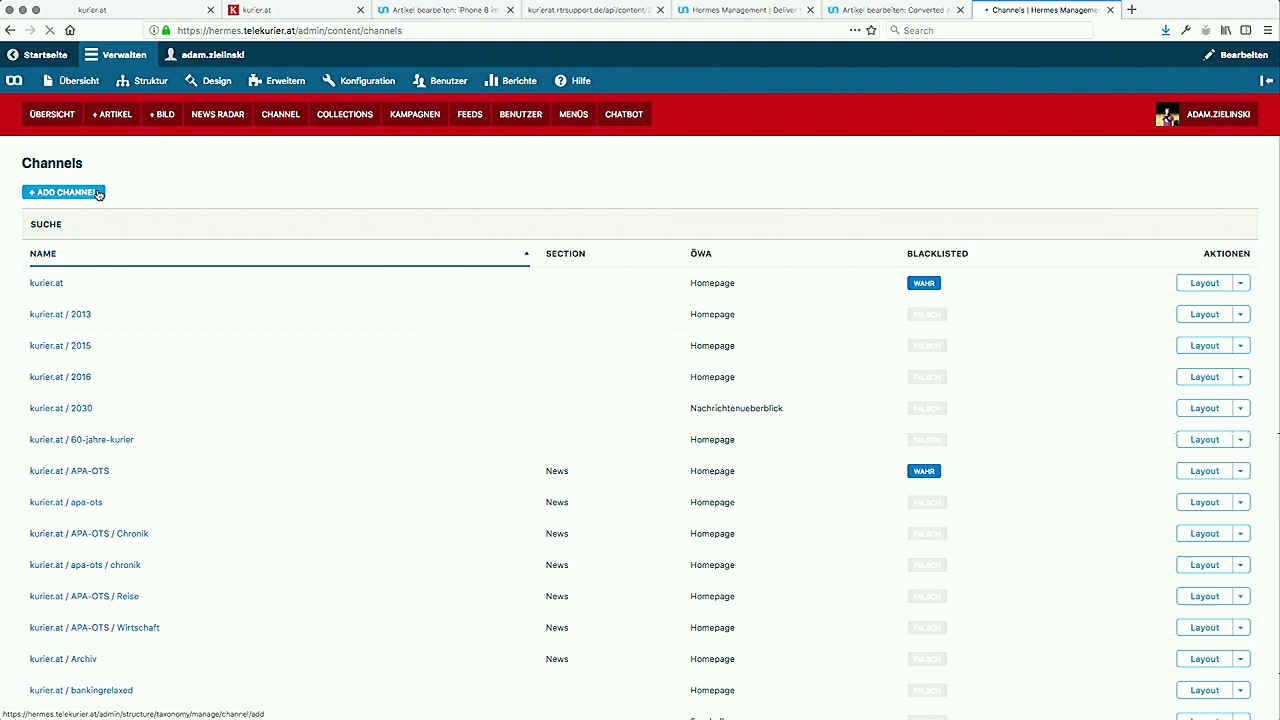 kurier.at
kurier.at
Artikel bearbeiten: iPhone 8 im
kurierat.rtrsupport.de/api/content/2
Hermes Management | Deliver s
Artikel bearbeiten: Converted A
Channels | Hermes Manageme
https://hermes.telekurier.at/admin/content/channels
Search
Startseite Verwalten adam.zielinski Bearbeiten
Übersicht Struktur Design Erweitern Konfiguration Benutzer Berichte Hilfe
ÜBERSICHT + ARTIKEL + BILD NEWS RADAR CHANNEL COLLECTIONS KAMPAGNEN FEEDS BENUTZER MENÜS CHATBOT ADAM.ZIELINSKI
Channels
+ ADD CHANNEL
SUCHE
NAME SECTION ÖWA BLACKLISTED AKTIONEN
kurier.at Homepage WAHR Layout
kurier.at / 2013 Homepage FALSCH Layout
kurier.at / 2015 Homepage FALSCH Layout
kurier.at / 2016 Homepage FALSCH Layout
kurier.at / 2030 Nachrichtenueberblick FALSCH Layout
kurier.at / 60-jahre-kurier Homepage FALSCH Layout
kurier.at / APA-OTS News Homepage WAHR Layout
kurier.at / apa-ots News Homepage FALSCH Layout
kurier.at / APA-OTS / Chronik News Homepage FALSCH Layout
kurier.at / apa-ots / chronik News Homepage FALSCH Layout
kurier.at / APA-OTS / Reise News Homepage FALSCH Layout
kurier.at / APA-OTS / Wirtschaft News Homepage FALSCH Layout
kurier.at / Archiv News Homepage FALSCH Layout
kurier.at / bankingrelaxed Homepage FALSCH Layout
https://hermes.telekurier.at/admin/structure/taxonomy/manage/channel/add